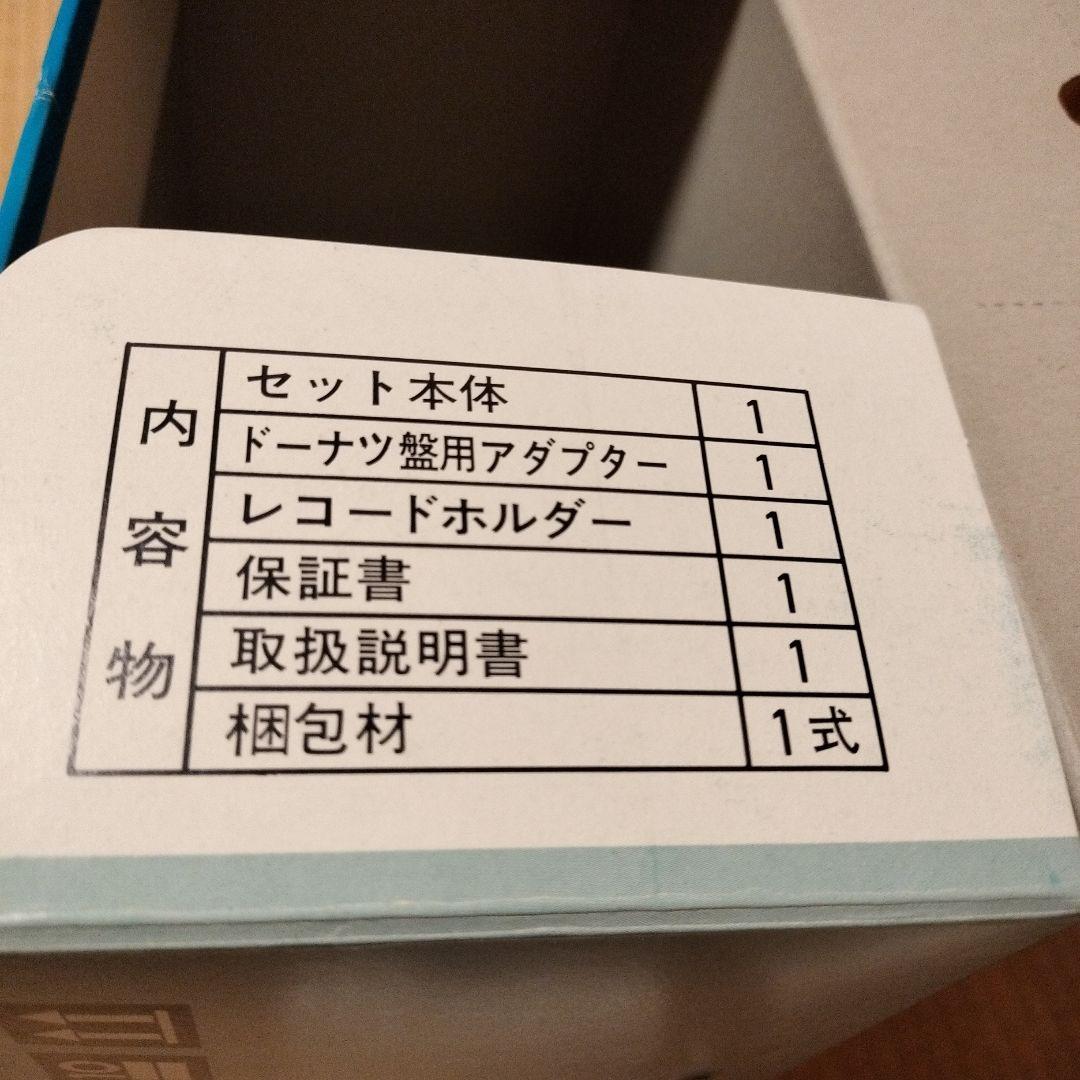 内容物
セット本体 1
ドーナツ盤用アダプター 1
レコードホルダー 1
保証書 1
取扱説明書 1
梱包材 1式